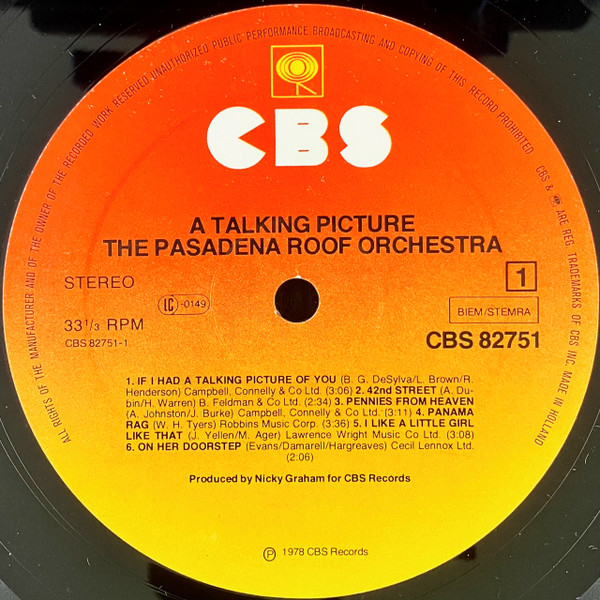 ALL RIGHTS OF THE MANUFACTURER AND OF THE OWNER OF THE RECORDED WORK RESERVED. UNAUTHORIZED PUBLIC PERFORMANCE BROADCASTING AND COPYING OF THIS RECORD PROHIBITED. CBS & ARE REG. TRADEMARKS OF CBS INC. MADE IN HOLLAND
CBS
A TALKING PICTURE
THE PASADENA ROOF ORCHESTRA
STEREO
LC-0149
1
33 1/3 RPM
BIEM/STEMRA
CBS 82751-1
CBS 82751
1. IF I HAD A TALKING PICTURE OF YOU (B. G. DeSylva/L. Brown/R.
Henderson) Campbell, Connelly & Co Ltd. (3:06) 2. 42nd STREET (A. Du-
bin/H. Warren) B. Feldman & Co Ltd. (2:34) 3. PENNIES FROM HEAVEN
(A. Johnston/J. Burke) Campbell, Connelly & Co Ltd. (3:11) 4. PANAMA
RAG (W. H. Tyers) Robbins Music Corp. (3:36) 5. I LIKE A LITTLE GIRL
LIKE THAT (J. Yellen/M. Ager) Lawrence Wright Music Co Ltd. (3:08)
6. ON HER DOORSTEP (Evans/Damarell/Hargreaves) Cecil Lennox Ltd.
(2:06)
Produced by Nicky Graham for CBS Records
℗ 1978 CBS Records